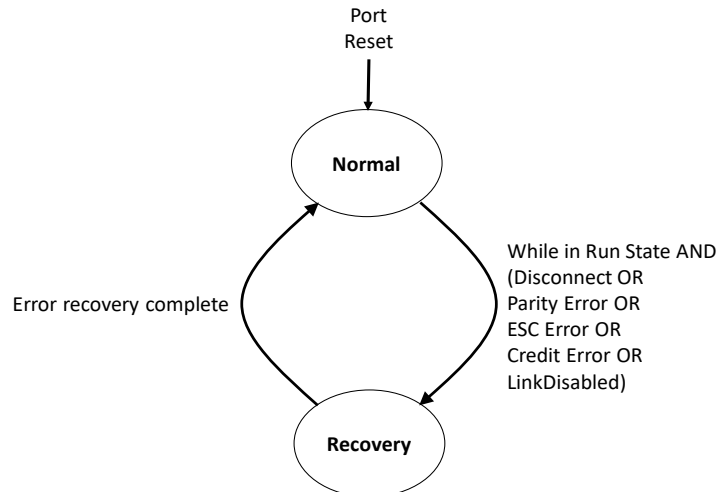 Port
Reset
Normal
While in Run State AND
(Disconnect OR
Parity Error OR
ESC Error OR
Credit Error OR
LinkDisabled)
Error recovery complete
Recovery